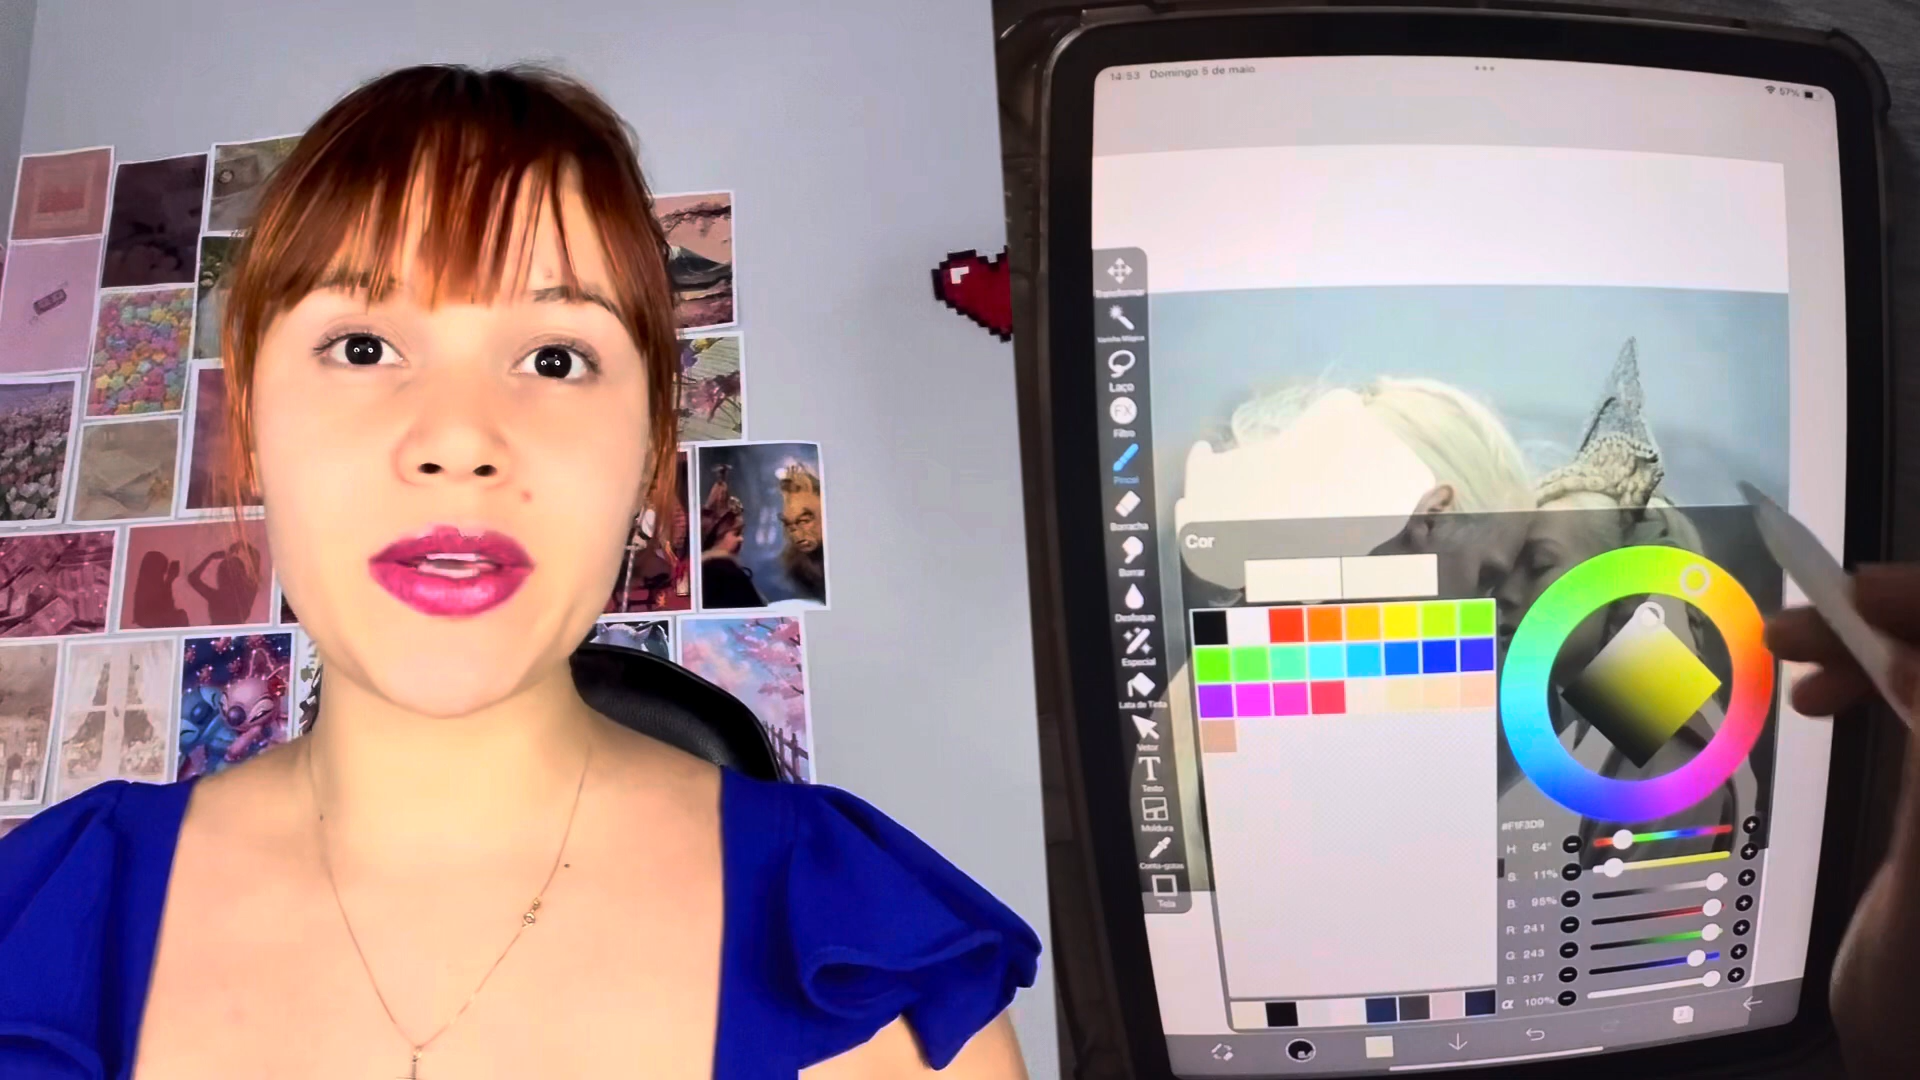 14:53 Domingo 5 de maio
57%
Transformar
Varinha Mágica
Laço
FX
Filtro
Pincel
Borracha
Borrar
Desfoque
Especial
Lata de Tinta
Vetor
T
Texto
Moldura
Conta-gotas
Tela
Cor
#F1F3D9
H: 64°
S: 11%
B: 95%
R: 241
G: 243
B: 217
α 100%